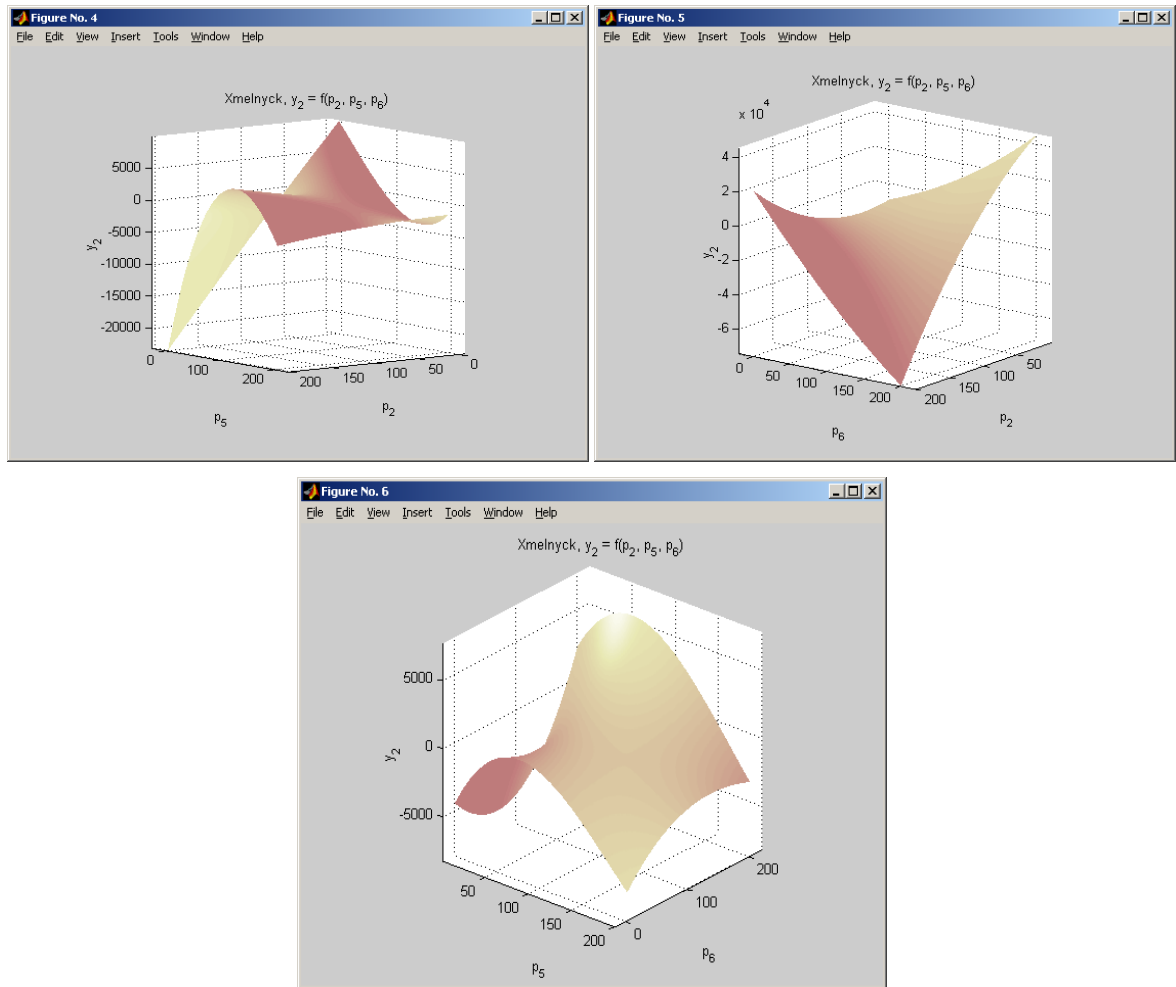 Figure No. 4
File Edit View Insert Tools Window Help
Xmelnyck, y2 = f(p2, p5, p6)
5000
0
-5000
-10000
-15000
-20000
y2
0 100 200
p5
200 150 100 50 0
p2
Figure No. 5
File Edit View Insert Tools Window Help
Xmelnyck, y2 = f(p2, p5, p6)
x 10^4
4
2
0
-2
-4
-6
y2
0 50 100 150 200
p6
200 150 100 50
p2
Figure No. 6
File Edit View Insert Tools Window Help
Xmelnyck, y2 = f(p2, p5, p6)
5000
0
-5000
y2
50 100 150 200
p5
0 100 200
p6